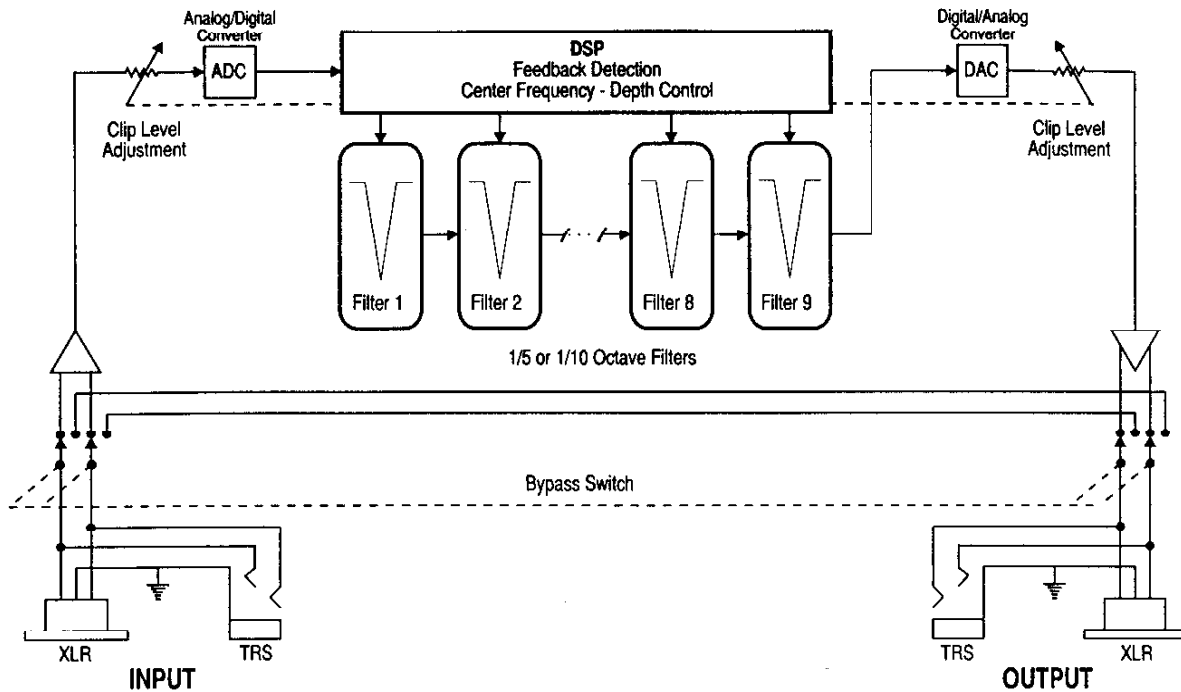 Analog/Digital
Converter
ADC
Clip Level
Adjustment
DSP
Feedback Detection
Center Frequency - Depth Control
Digital/Analog
Converter
DAC
Clip Level
Adjustment
Filter 1
Filter 2
Filter 8
Filter 9
1/5 or 1/10 Octave Filters
Bypass Switch
XLR
TRS
INPUT
TRS
XLR
OUTPUT